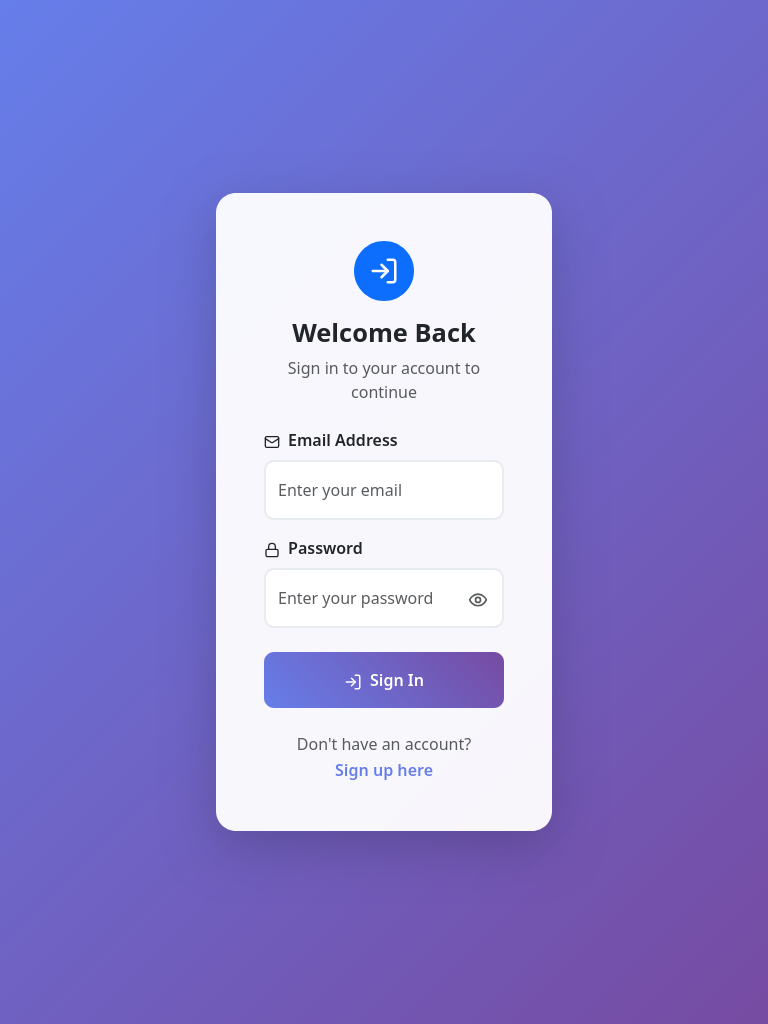 Welcome Back
Sign in to your account to
continue
Email Address
Enter your email
Password
Enter your password
Sign In
Don't have an account?
Sign up here